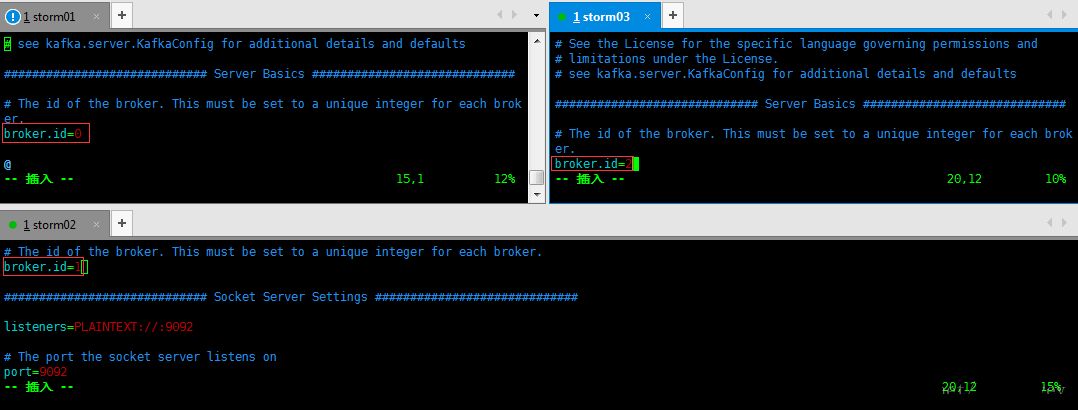 1 storm01
# see kafka.server.KafkaConfig for additional details and defaults
############################# Server Basics #############################
# The id of the broker. This must be set to a unique integer for each brok
er.
broker.id=0
@
-- 插入 -- 15,1 12%
1 storm03
# See the License for the specific language governing permissions and
# limitations under the License.
# see kafka.server.KafkaConfig for additional details and defaults
############################# Server Basics #############################
# The id of the broker. This must be set to a unique integer for each brok
er.
broker.id=2
-- 插入 -- 20,12 10%
1 storm02
# The id of the broker. This must be set to a unique integer for each broker.
broker.id=1
############################# Socket Server Settings #############################
listeners=PLAINTEXT://:9092
# The port the socket server listens on
port=9092
-- 插入 -- 20,12 15%